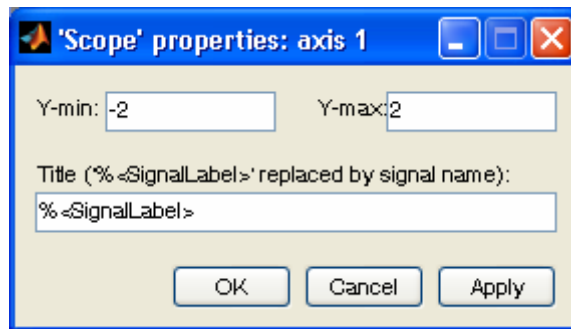 'Scope' properties: axis 1
Y-min: -2 Y-max: 2
Title ('%<SignalLabel>' replaced by signal name):
%<SignalLabel>
OK Cancel Apply